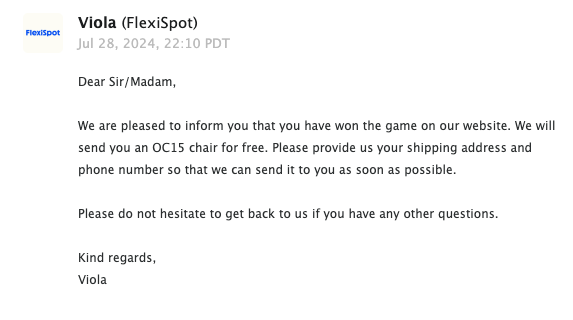 FlexiSpot
Viola (FlexiSpot)
Jul 28, 2024, 22:10 PDT
Dear Sir/Madam,
We are pleased to inform you that you have won the game on our website. We will
send you an OC15 chair for free. Please provide us your shipping address and
phone number so that we can send it to you as soon as possible.
Please do not hesitate to get back to us if you have any other questions.
Kind regards,
Viola